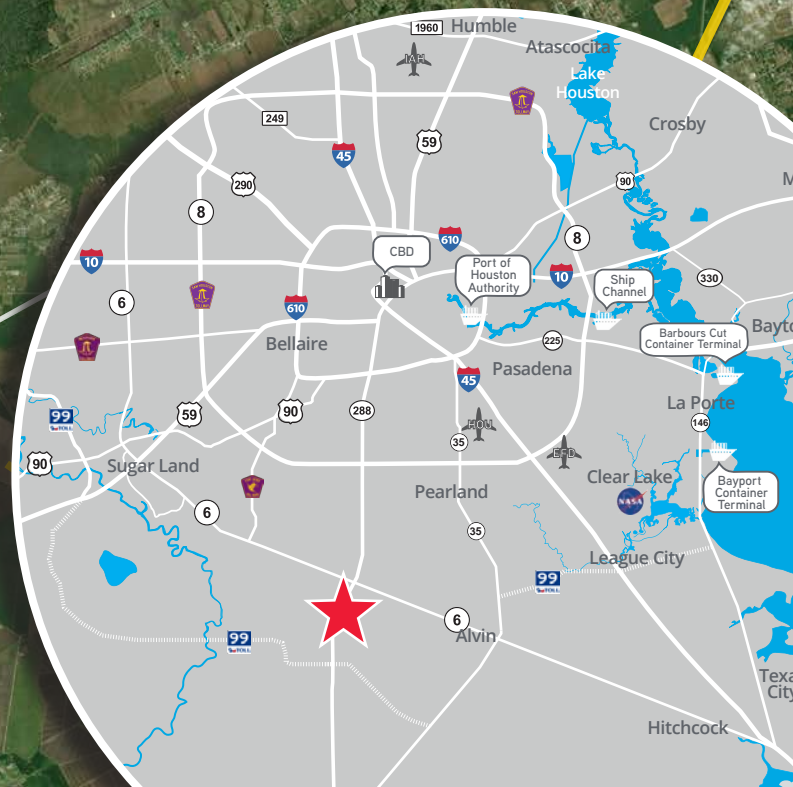 1960
Humble
IAH
Atascocita
Lake
Houston
249
Crosby
59
45
290
90
8
610
8
CBD
10
Port of
Houston
Authority
10
Ship
Channel
330
6
610
Barbours Cut
Container Terminal
Bayto
Bellaire
225
Pasadena
45
La Porte
59
90
288
99
146
HOU
35
EFD
90
Sugar Land
Clear Lake
NASA
Bayport
Container
Terminal
Pearland
6
35
League City
99
6
Alvin
99
Texa
City
Hitchcock